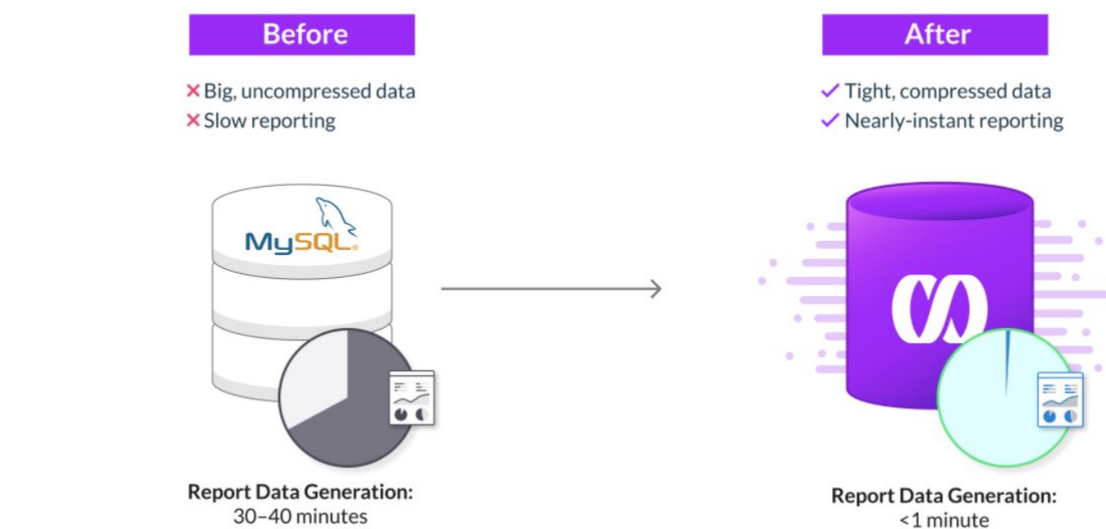 Before
✕ Big, uncompressed data
✕ Slow reporting
MySQL®
Report Data Generation:
30–40 minutes
After
✓ Tight, compressed data
✓ Nearly-instant reporting
Report Data Generation:
<1 minute